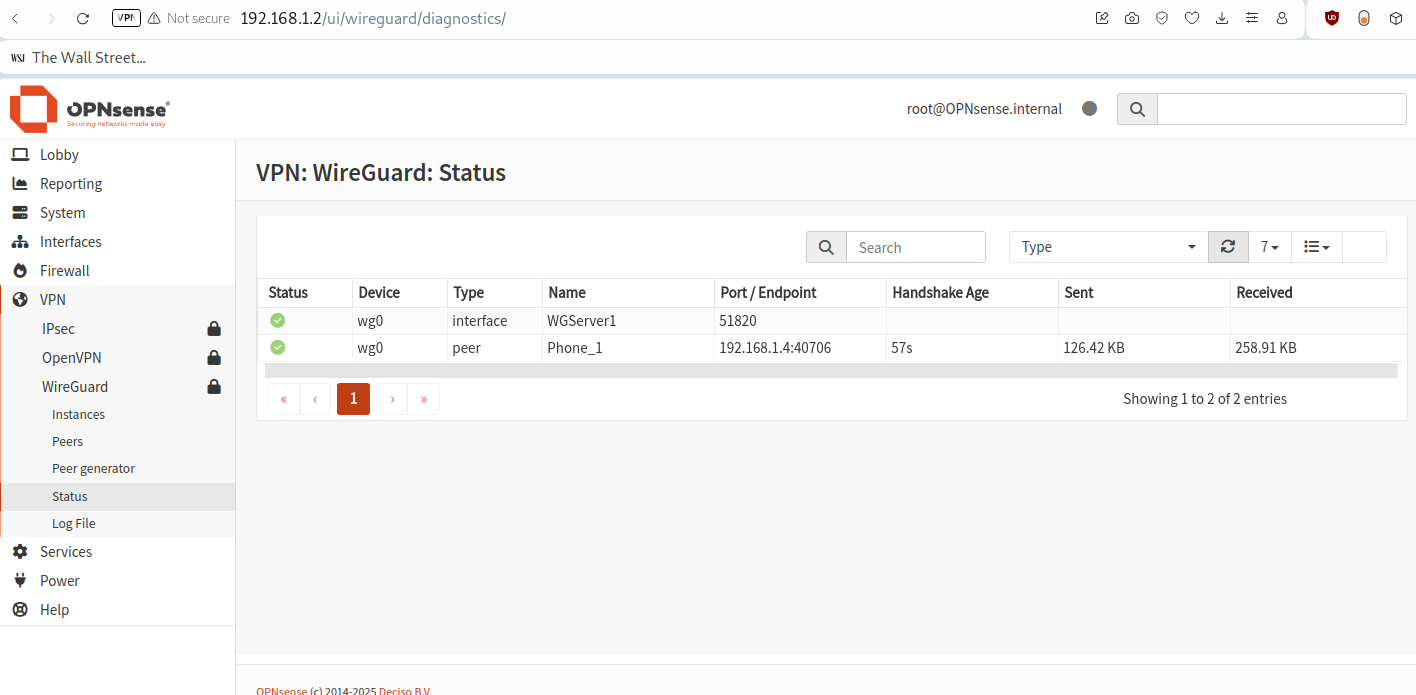 VPN Not secure 192.168.1.2/ui/wireguard/diagnostics/
WSJ The Wall Street...
OPNsense®
Securing networks made easy
root@OPNsense.internal
Lobby
Reporting
System
Interfaces
Firewall
VPN
IPsec
OpenVPN
WireGuard
Instances
Peers
Peer generator
Status
Log File
Services
Power
Help
VPN: WireGuard: Status
Search Type 7
Status Device Type Name Port / Endpoint Handshake Age Sent Received
wg0 interface WGServer1 51820
wg0 peer Phone_1 192.168.1.4:40706 57s 126.42 KB 258.91 KB
« ‹ 1 › » Showing 1 to 2 of 2 entries
OPNsense (c) 2014-2025 Deciso B.V.